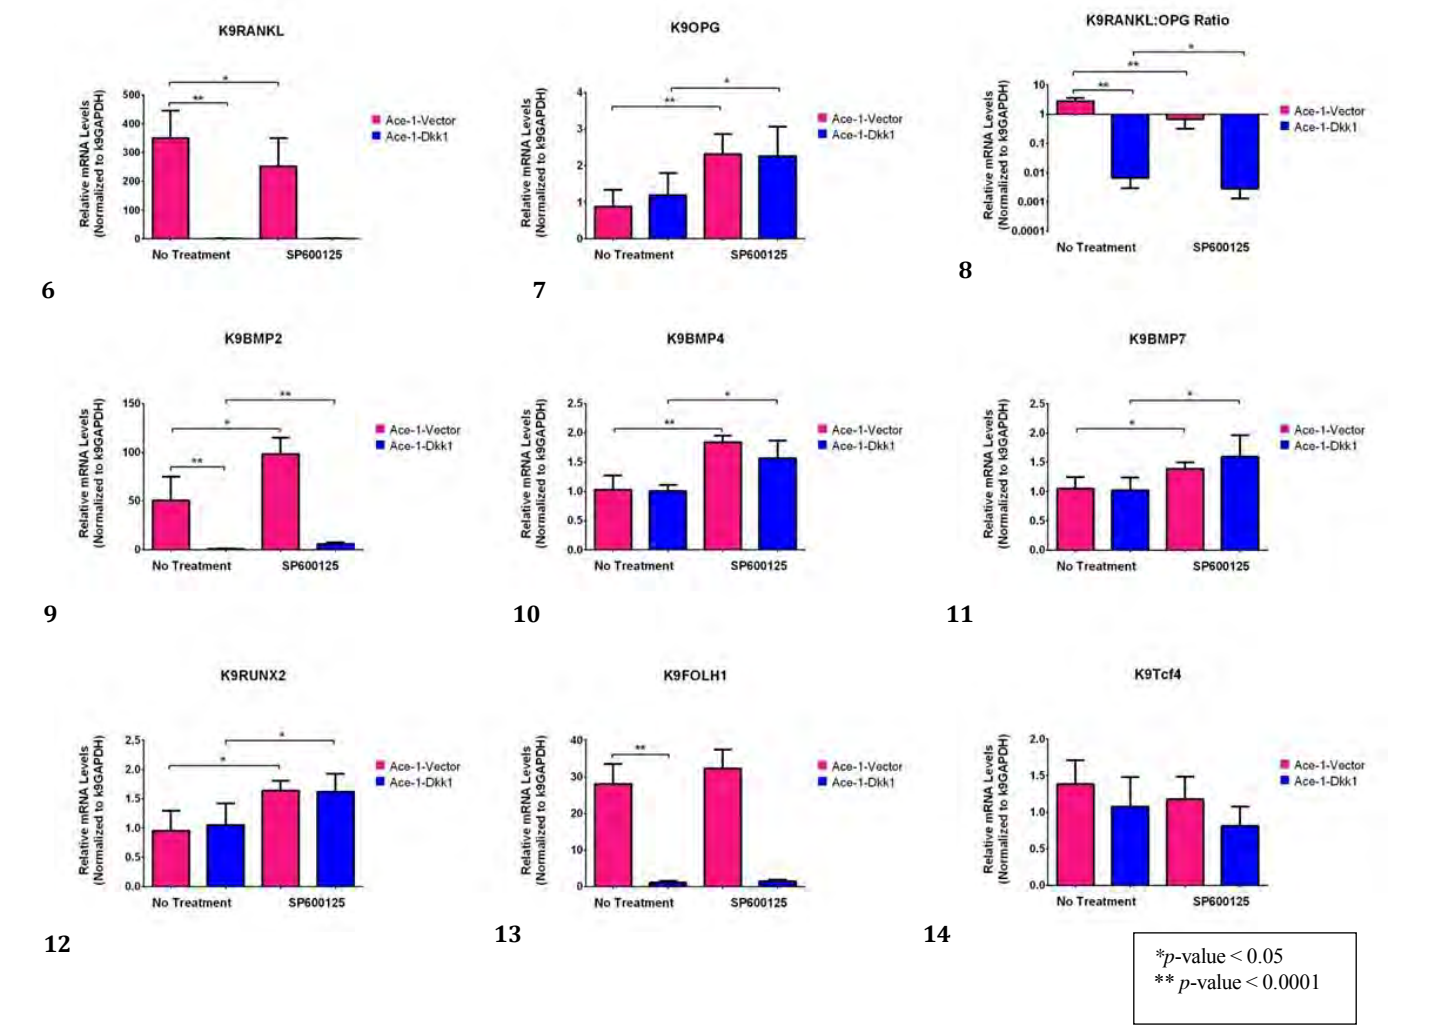 K9RANKL
Relative mRNA Levels
(Normalized to k9GAPDH)
500
400
300
200
100
0
*
**
No Treatment
SP600125
Ace-1-Vector
Ace-1-Dkk1
6
K9OPG
Relative mRNA Levels
(Normalized to k9GAPDH)
4
3
2
1
0
*
**
No Treatment
SP600125
Ace-1-Vector
Ace-1-Dkk1
7
K9RANKL:OPG Ratio
Relative mRNA Levels
(Normalized to k9GAPDH)
10
1
0.1
0.01
0.001
0.0001
*
**
**
No Treatment
SP600125
Ace-1-Vector
Ace-1-Dkk1
8
K9BMP2
Relative mRNA Levels
(Normalized to k9GAPDH)
150
100
50
0
**
*
**
No Treatment
SP600125
Ace-1-Vector
Ace-1-Dkk1
9
K9BMP4
Relative mRNA Levels
(Normalized to k9GAPDH)
2.5
2.0
1.5
1.0
0.5
0.0
*
**
No Treatment
SP600125
Ace-1-Vector
Ace-1-Dkk1
10
K9BMP7
Relative mRNA Levels
(Normalized to k9GAPDH)
2.5
2.0
1.5
1.0
0.5
0.0
*
*
No Treatment
SP600125
Ace-1-Vector
Ace-1-Dkk1
11
K9RUNX2
Relative mRNA Levels
(Normalized to k9GAPDH)
2.5
2.0
1.5
1.0
0.5
0.0
*
*
No Treatment
SP600125
Ace-1-Vector
Ace-1-Dkk1
12
K9FOLH1
Relative mRNA Levels
(Normalized to k9GAPDH)
40
30
20
10
0
**
No Treatment
SP600125
Ace-1-Vector
Ace-1-Dkk1
13
K9Tcf4
Relative mRNA Levels
(Normalized to k9GAPDH)
2.0
1.5
1.0
0.5
0.0
No Treatment
SP600125
Ace-1-Vector
Ace-1-Dkk1
14
*p-value < 0.05
** p-value < 0.0001